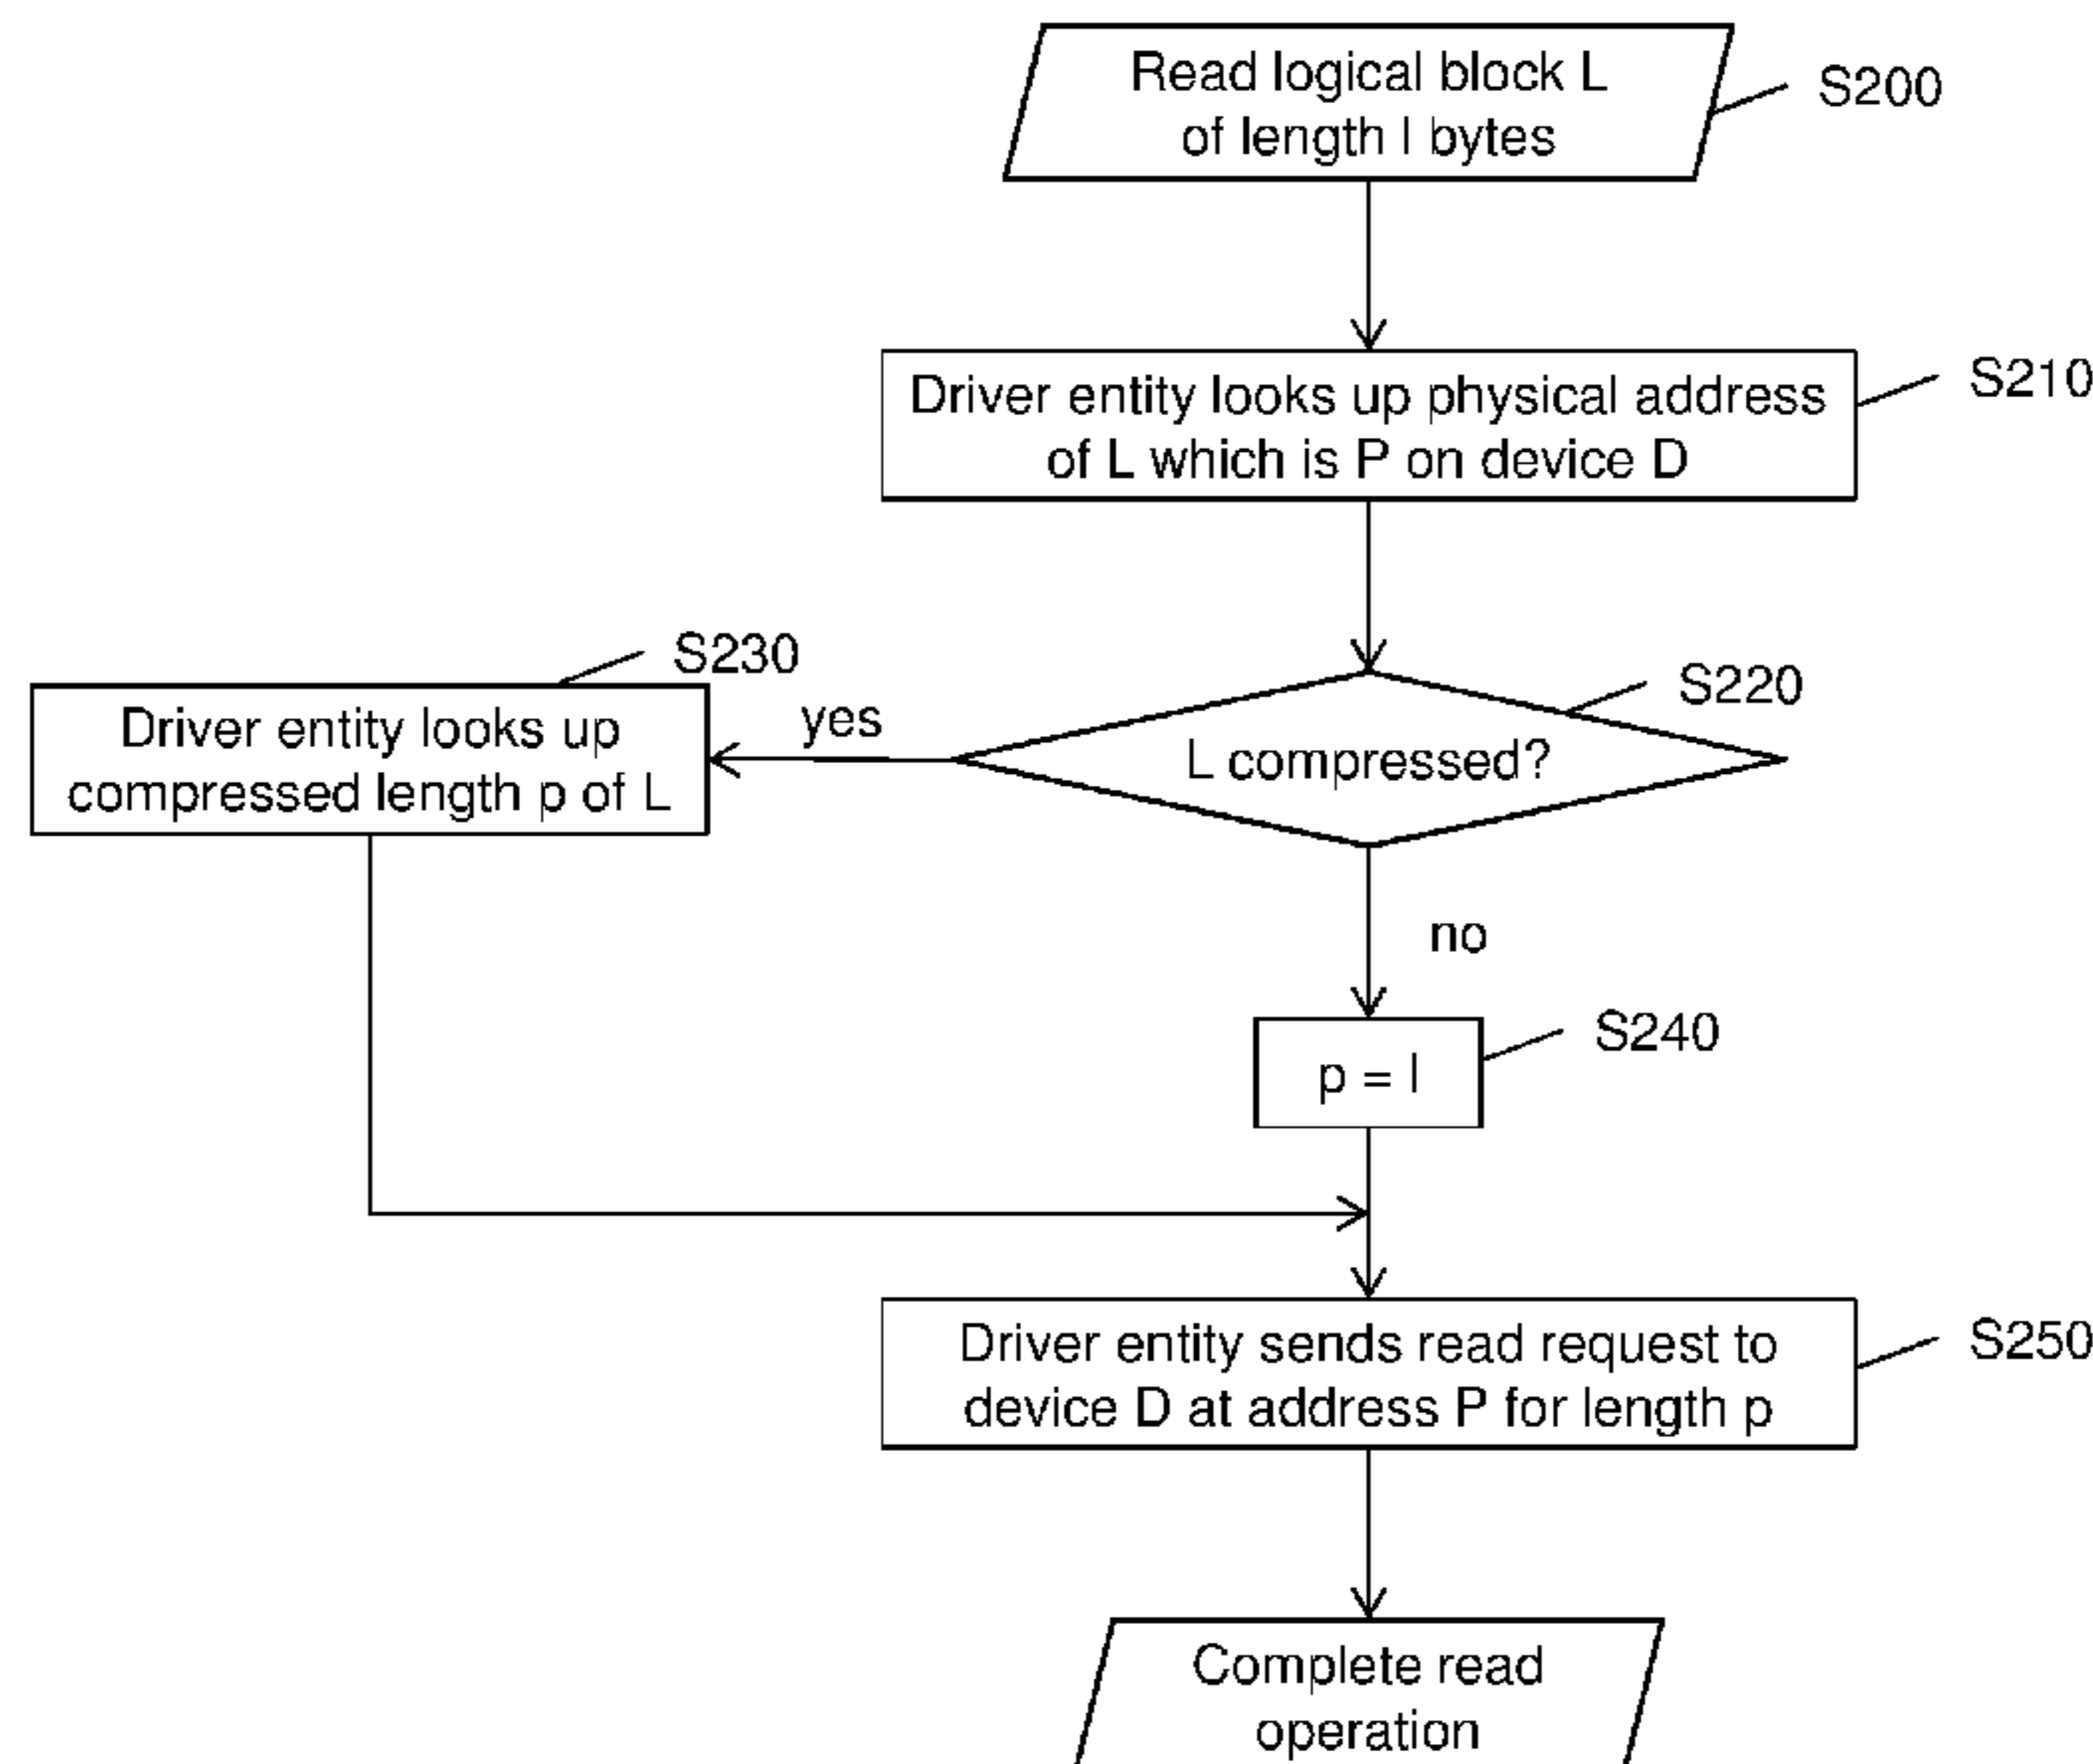 Read logical block L
of length l bytes
S200
Driver entity looks up physical address
of L which is P on device D
S210
S230
Driver entity looks up
compressed length p of L
yes
S220
L compressed?
no
S240
p = l
Driver entity sends read request to
device D at address P for length p
S250
Complete read
operation